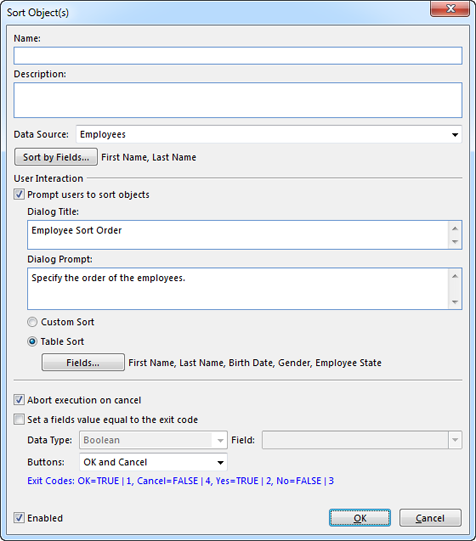 Sort Object(s)
Name:
Description:
Data Source: Employees
Sort by Fields... First Name, Last Name
User Interaction
Prompt users to sort objects
Dialog Title:
Employee Sort Order
Dialog Prompt:
Specify the order of the employees.
Custom Sort
Table Sort
Fields... First Name, Last Name, Birth Date, Gender, Employee State
Abort execution on cancel
Set a fields value equal to the exit code
Data Type: Boolean Field:
Buttons: OK and Cancel
Exit Codes: OK=TRUE | 1, Cancel=FALSE | 4, Yes=TRUE | 2, No=FALSE | 3
Enabled OK Cancel